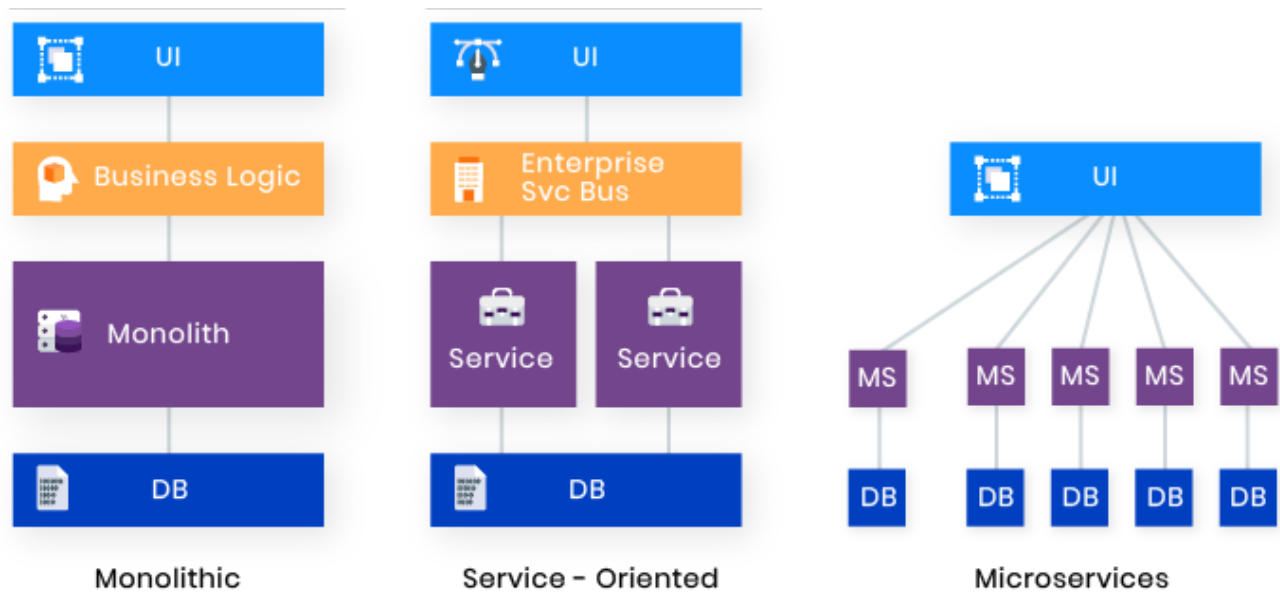 UI
Business Logic
Monolith
DB
Monolithic
UI
Enterprise
Svc Bus
Service
Service
DB
Service - Oriented
UI
MS
MS
MS
MS
MS
DB
DB
DB
DB
DB
Microservices